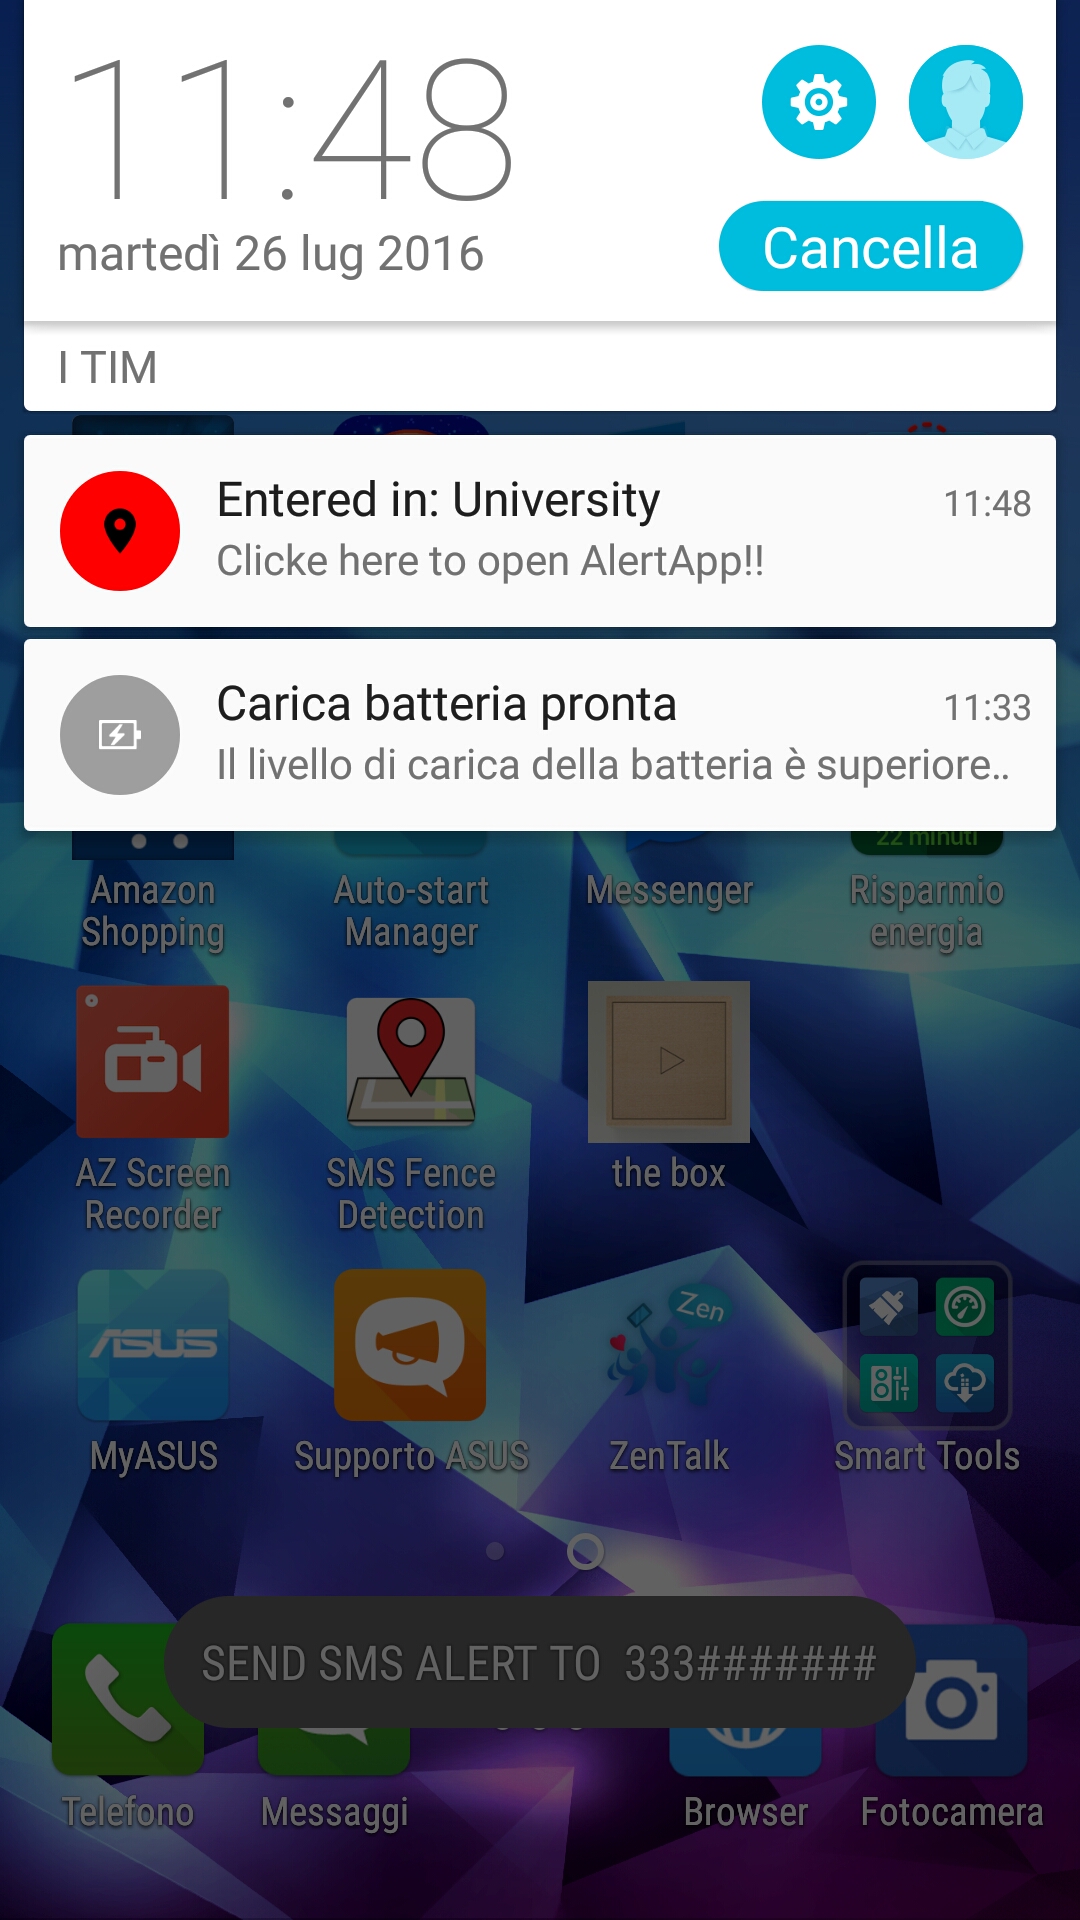 11:48
martedì 26 lug 2016
Cancella
I TIM
Entered in: University
11:48
Clicke here to open AlertApp!!
Carica batteria pronta
11:33
Il livello di carica della batteria è superiore..
22 minuti
Amazon
Shopping
Auto-start
Manager
Messenger
Risparmio
energia
AZ Screen
Recorder
SMS Fence
Detection
the box
ASUS
Zen
MyASUS
Supporto ASUS
ZenTalk
Smart Tools
SEND SMS ALERT TO  333#######
Telefono
Messaggi
Browser
Fotocamera